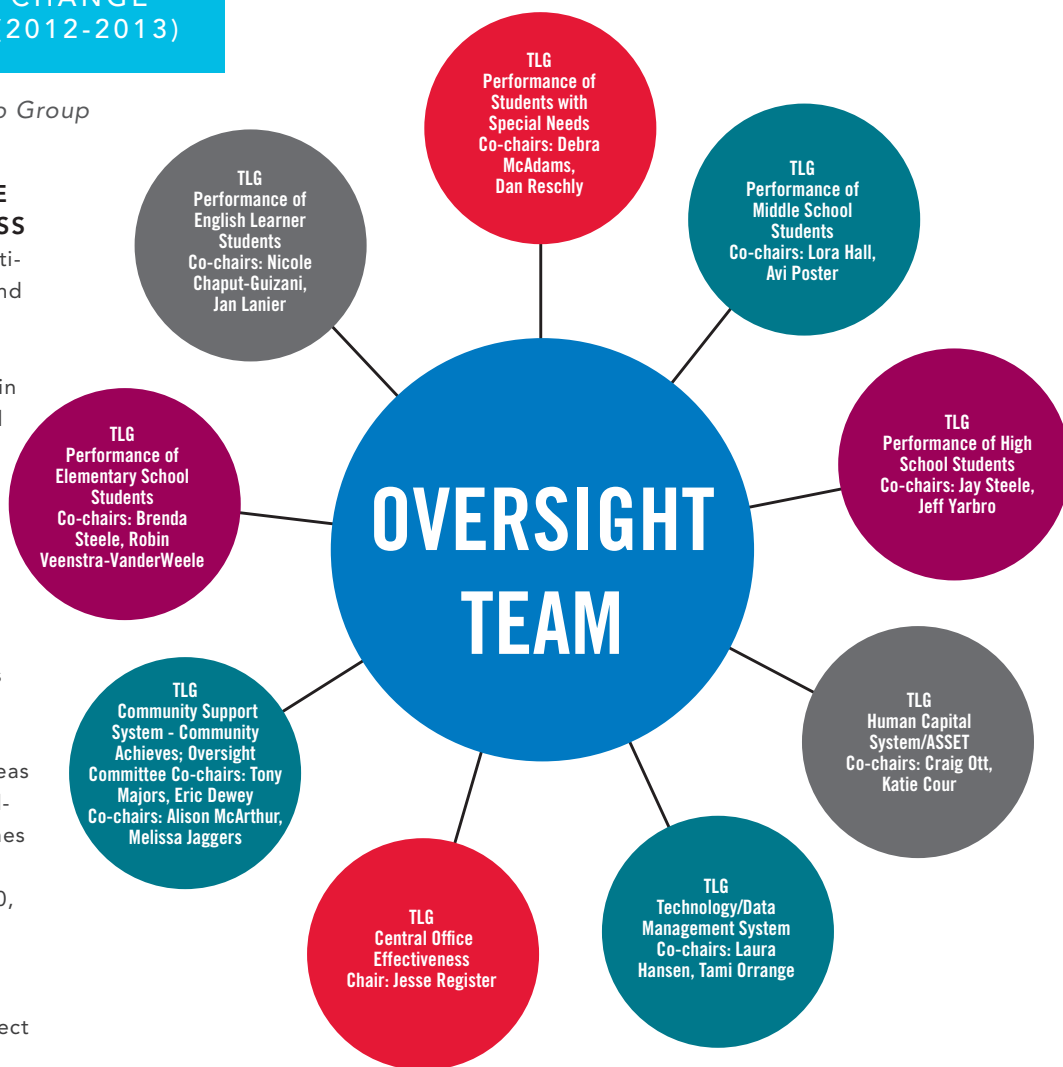 CHANGE
(2012-2013)
Group
TLG
Performance of
Students with
Special Needs
Co-chairs: Debra
McAdams,
Dan Reschly
TLG
Performance of
Middle School
Students
Co-chairs: Lora Hall,
Avi Poster
TLG
Performance of
English Learner
Students
Co-chairs: Nicole
Chaput-Guizani,
Jan Lanier
TLG
Performance of High
School Students
Co-chairs: Jay Steele,
Jeff Yarbro
TLG
Performance of
Elementary School
Students
Co-chairs: Brenda
Steele, Robin
Veenstra-VanderWeele
OVERSIGHT
TEAM
TLG
Human Capital
System/ASSET
Co-chairs: Craig Ott,
Katie Cour
TLG
Community Support
System - Community
Achieves; Oversight
Committee Co-chairs: Tony
Majors, Eric Dewey
Co-chairs: Alison McArthur,
Melissa Jaggers
TLG
Technology/Data
Management System
Co-chairs: Laura
Hansen, Tami Orrange
TLG
Central Office
Effectiveness
Chair: Jesse Register
in